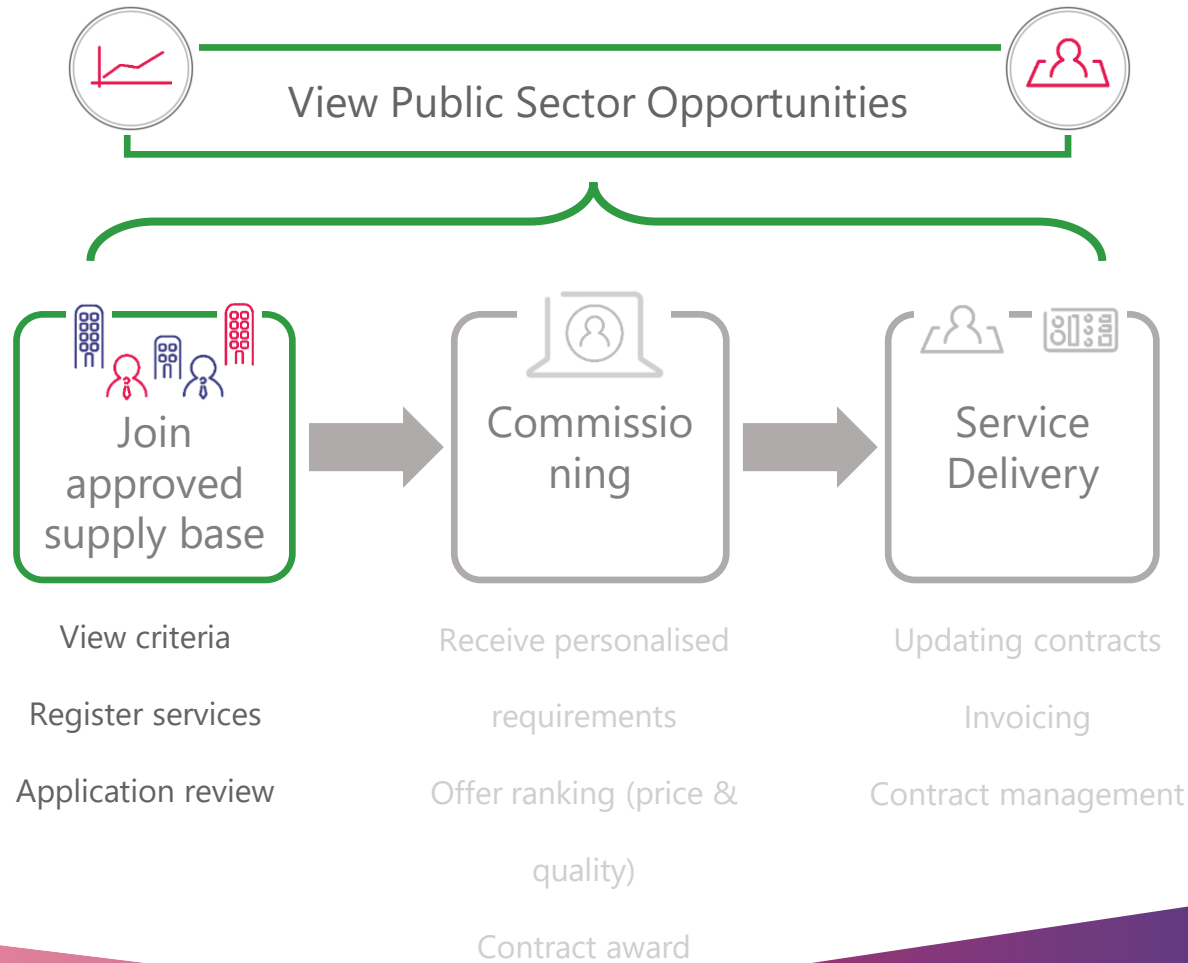 View Public Sector Opportunities
Join
approved
supply base
Commissio
ning
Service
Delivery
View criteria
Register services
Application review
Receive personalised
requirements
Offer ranking (price &
quality)
Contract award
Updating contracts
Invoicing
Contract management